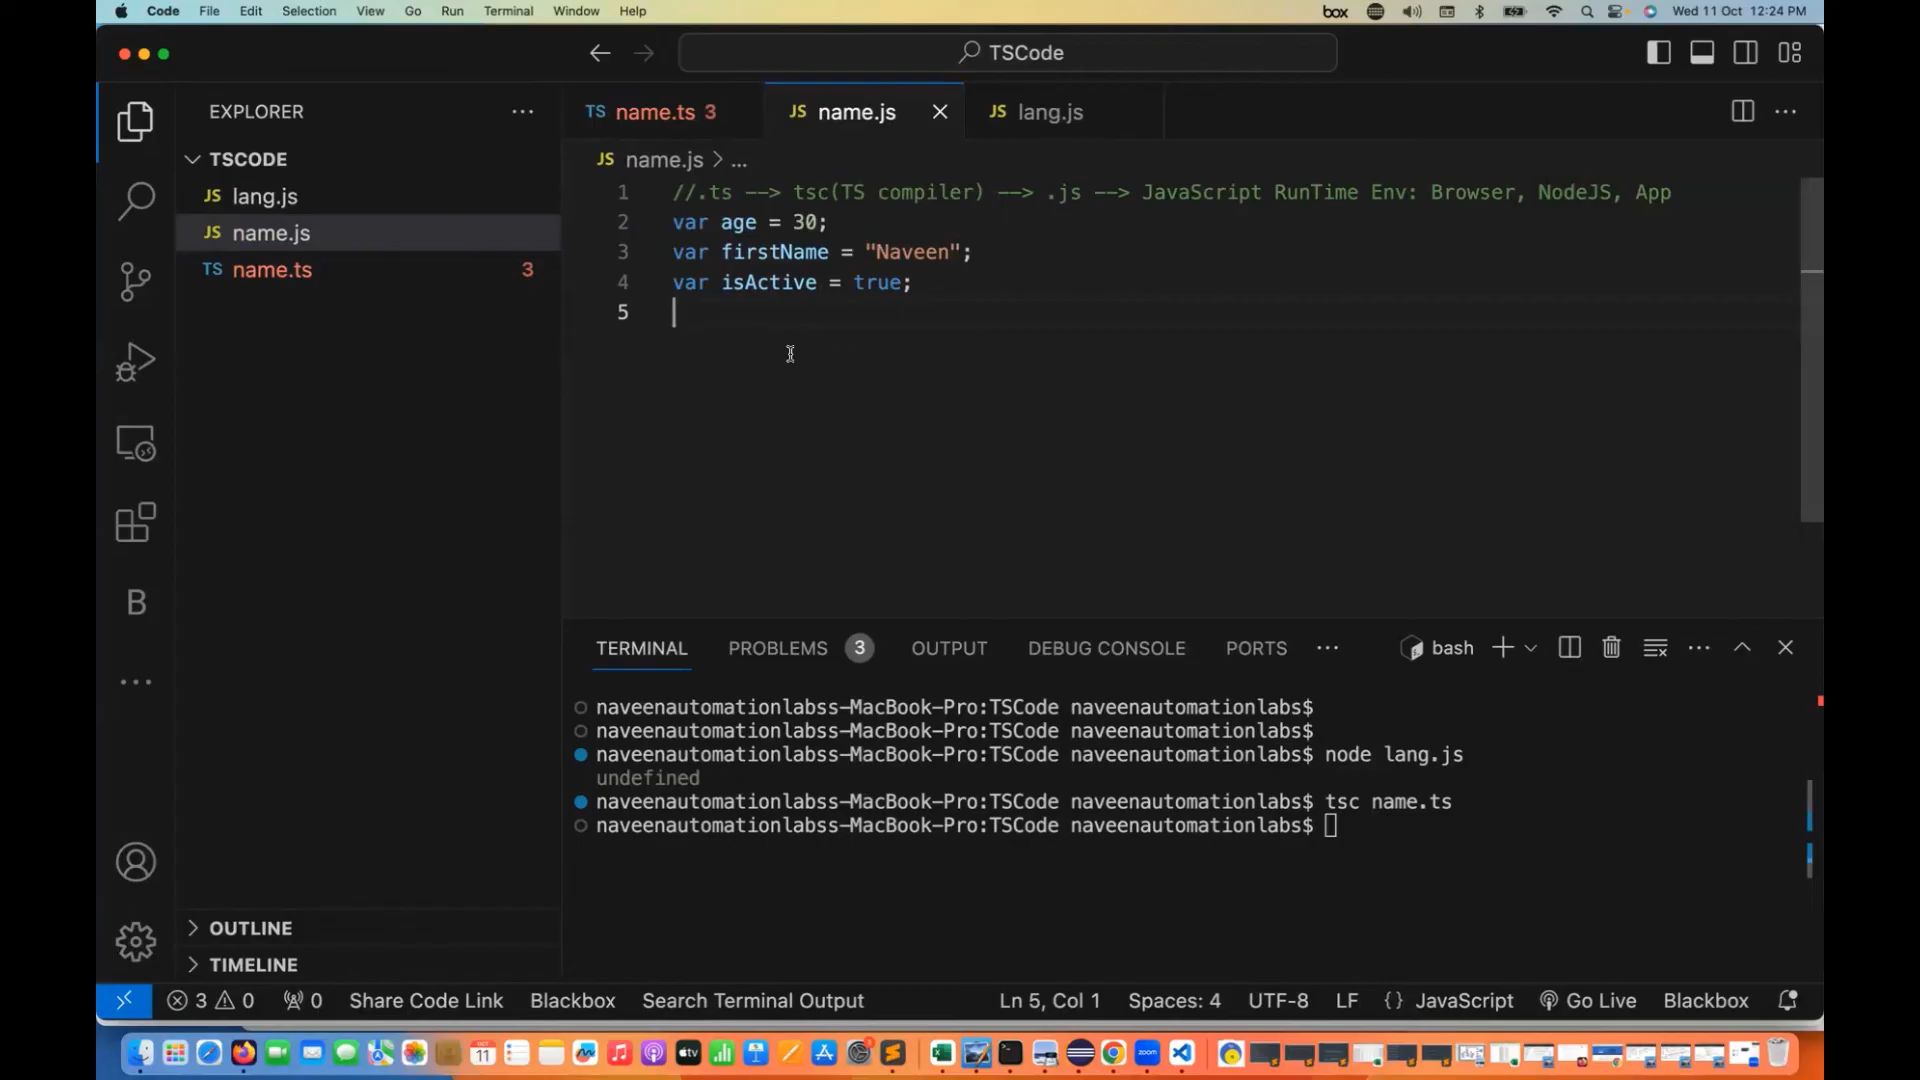 Code File Edit Selection View Go Run Terminal Window Help box Wed 11 Oct 12:24 PM
TSCode
EXPLORER
TSCODE
JS lang.js
JS name.js
TS name.ts 3
B
OUTLINE
TIMELINE
TS name.ts 3 JS name.js JS lang.js
JS name.js > ...
1 //.ts --> tsc(TS compiler) --> .js --> JavaScript RunTime Env: Browser, NodeJS, App
2 var age = 30;
3 var firstName = "Naveen";
4 var isActive = true;
5
TERMINAL PROBLEMS 3 OUTPUT DEBUG CONSOLE PORTS bash
naveenautomationlabss-MacBook-Pro:TSCode naveenautomationlabs$
naveenautomationlabss-MacBook-Pro:TSCode naveenautomationlabs$
naveenautomationlabss-MacBook-Pro:TSCode naveenautomationlabs$ node lang.js
undefined
naveenautomationlabss-MacBook-Pro:TSCode naveenautomationlabs$ tsc name.ts
naveenautomationlabss-MacBook-Pro:TSCode naveenautomationlabs$
3 0 0 Share Code Link Blackbox Search Terminal Output Ln 5, Col 1 Spaces: 4 UTF-8 LF {} JavaScript Go Live Blackbox
11 tv zoom